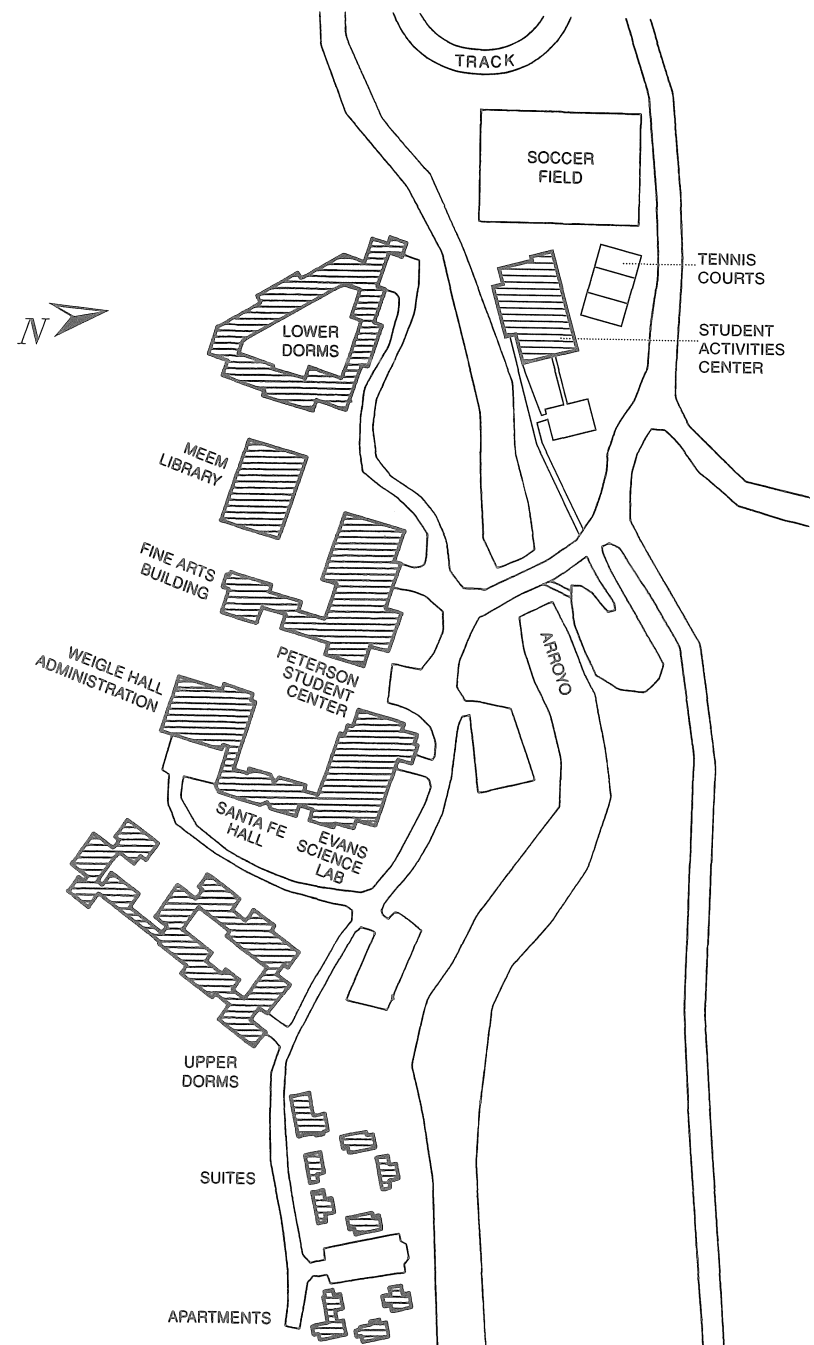 TRACK
SOCCER
FIELD
TENNIS
COURTS
N
LOWER
DORMS
STUDENT
ACTIVITIES
CENTER
MEEM
LIBRARY
FINE ARTS
BUILDING
PETERSON
STUDENT
CENTER
ARROYO
WEIGLE HALL
ADMINISTRATION
SANTA FE
HALL
EVANS
SCIENCE
LAB
UPPER
DORMS
SUITES
APARTMENTS